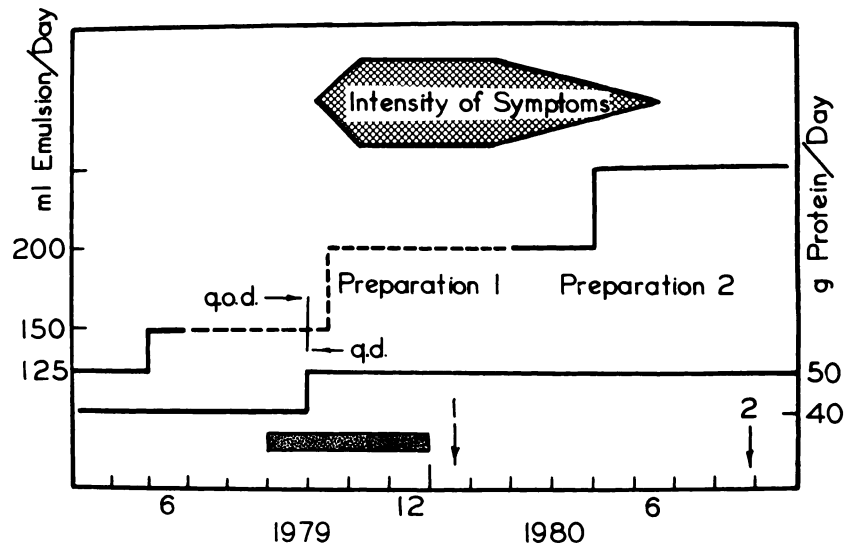 ml Emulsion/Day
Intensity of Symptoms
g Protein/Day
200
Preparation 1
Preparation 2
q.o.d.
150
q.d.
125
50
1
2
40
6
12
6
1979
1980